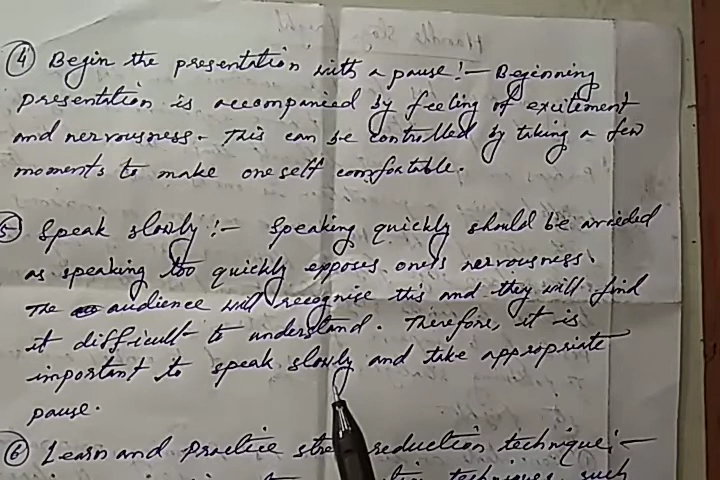 ④ Begin the presentation with a pause! — Beginning
presentation is accompanied by feeling of excitement
and nervousness. This can be controlled by taking a few
moments to make oneself comfortable.
⑤ Speak slowly! — Speaking quickly should be avoided
as speaking too quickly exposes one's nervousness.
The audience will recognise this and they will find
it difficult to understand. Therefore, it is
important to speak slowly and take appropriate
pause.
⑥ Learn and Practice reduction technique: —
techniques such